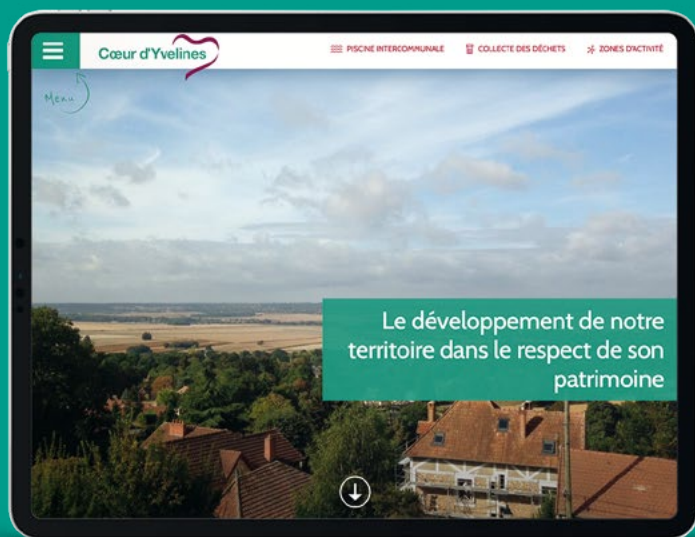 Cœur d'Yvelines
PISCINE INTERCOMMUNALE
COLLECTE DES DÉCHETS
ZONES D'ACTIVITÉ
Menu
Le développement de notre
territoire dans le respect de son
patrimoine